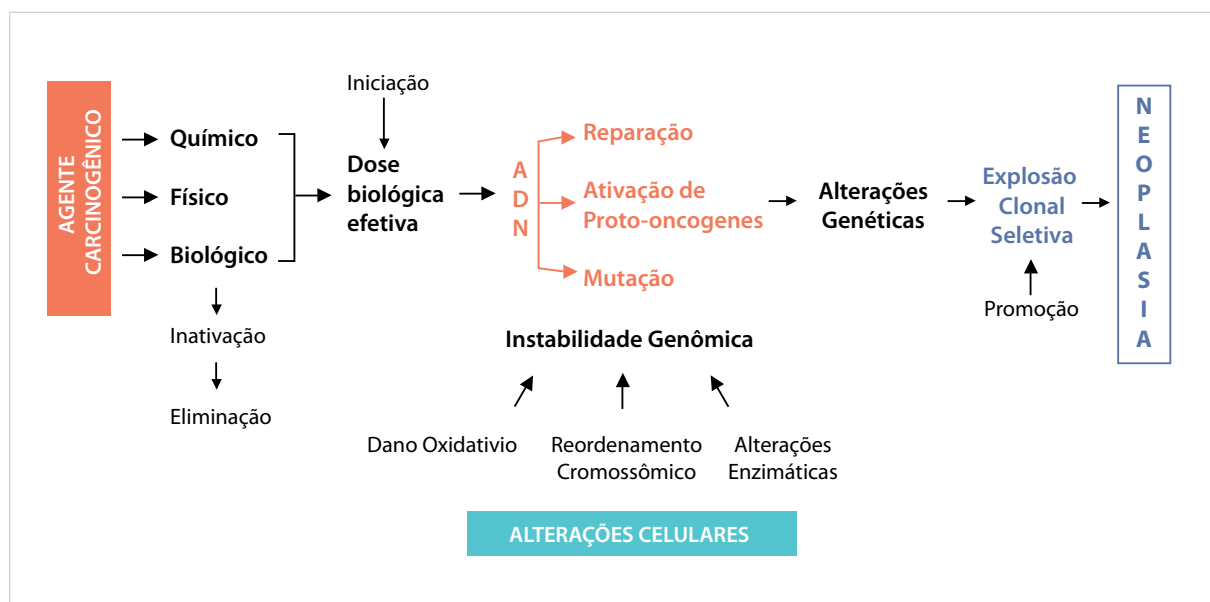 AGENTE
CARCINOGÊNICO
Químico
Físico
Biológico
Inativação
Eliminação
Iniciação
Dose
biológica
efetiva
A
D
N
Reparação
Ativação de
Proto-oncogenes
Mutação
Alterações
Genéticas
Explosão
Clonal
Seletiva
Promoção
N
E
O
P
L
A
S
I
A
Instabilidade Genômica
Dano Oxidativio
Reordenamento
Cromossômico
Alterações
Enzimáticas
ALTERAÇÕES CELULARES